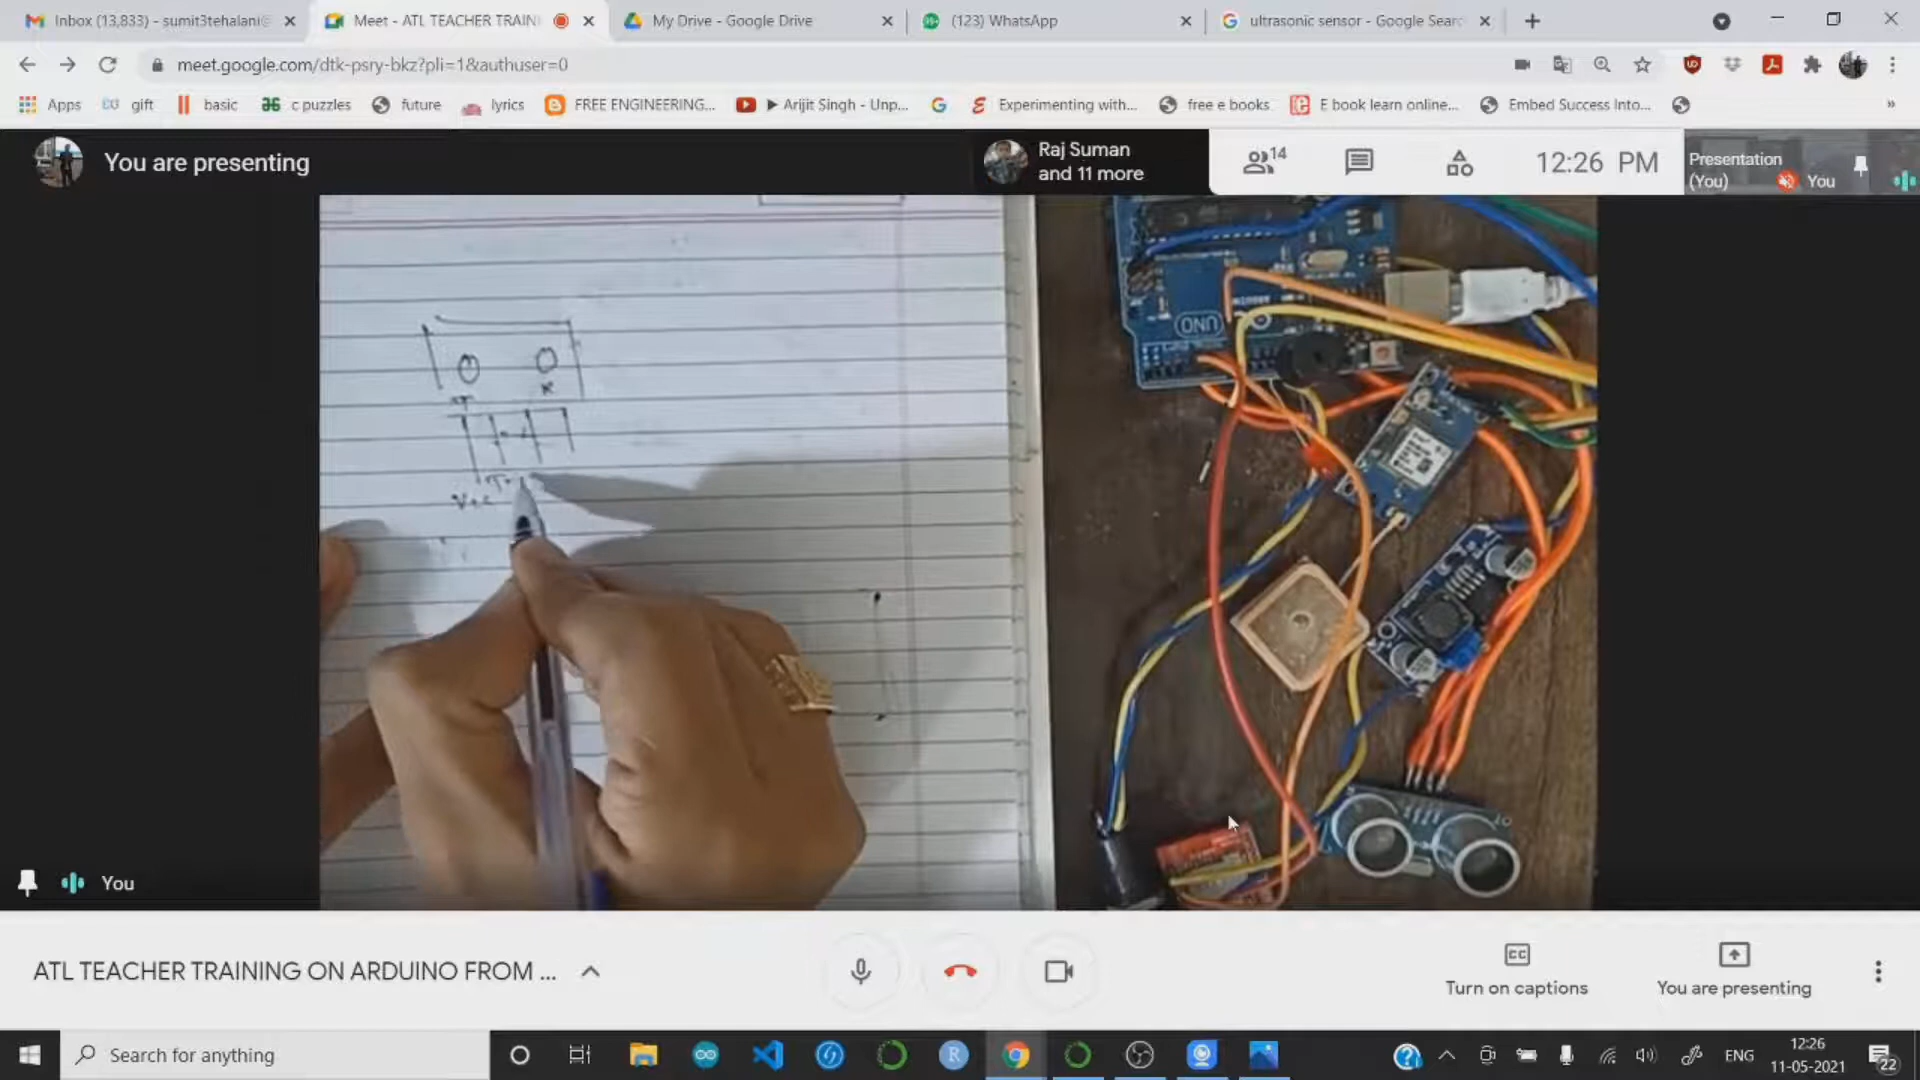 Inbox (13,833) - sumit3tehalani@
Meet - ATL TEACHER TRAIN
My Drive - Google Drive
(123) WhatsApp
ultrasonic sensor - Google Sear
meet.google.com/dtk-psry-bkz?pli=1&authuser=0
Apps
gift
basic
c puzzles
future
lyrics
FREE ENGINEERING...
► Arijit Singh - Unp...
Experimenting with...
free e books
E book learn online...
Embed Success Into...
»
You are presenting
Raj Suman
and 11 more
14
12:26 PM
Presentation
(You)
You
UNO
T
R
Vcc
You
ATL TEACHER TRAINING ON ARDUINO FROM ...
CC
Turn on captions
You are presenting
Search for anything
R
ENG
12:26
11-05-2021
22